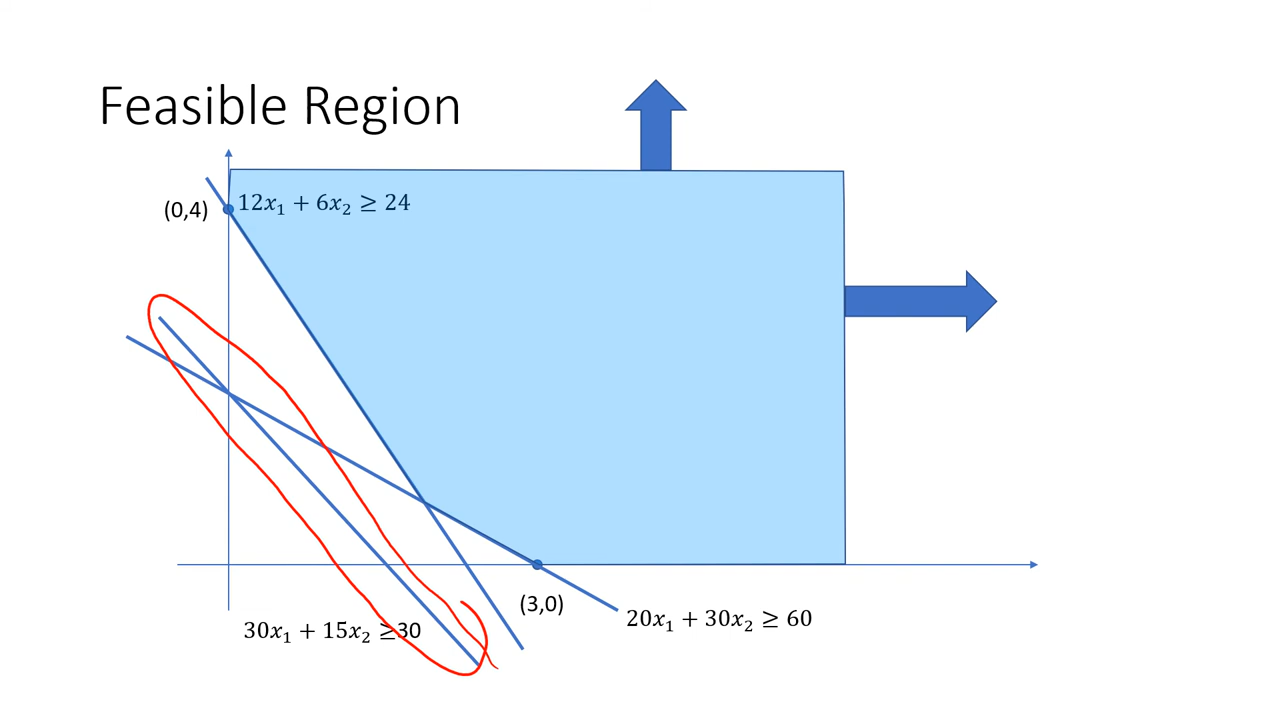 Feasible Region
(0,4)
12x₁ + 6x₂ ≥ 24
(3,0)
20x₁ + 30x₂ ≥ 60
30x₁ + 15x₂ ≥30